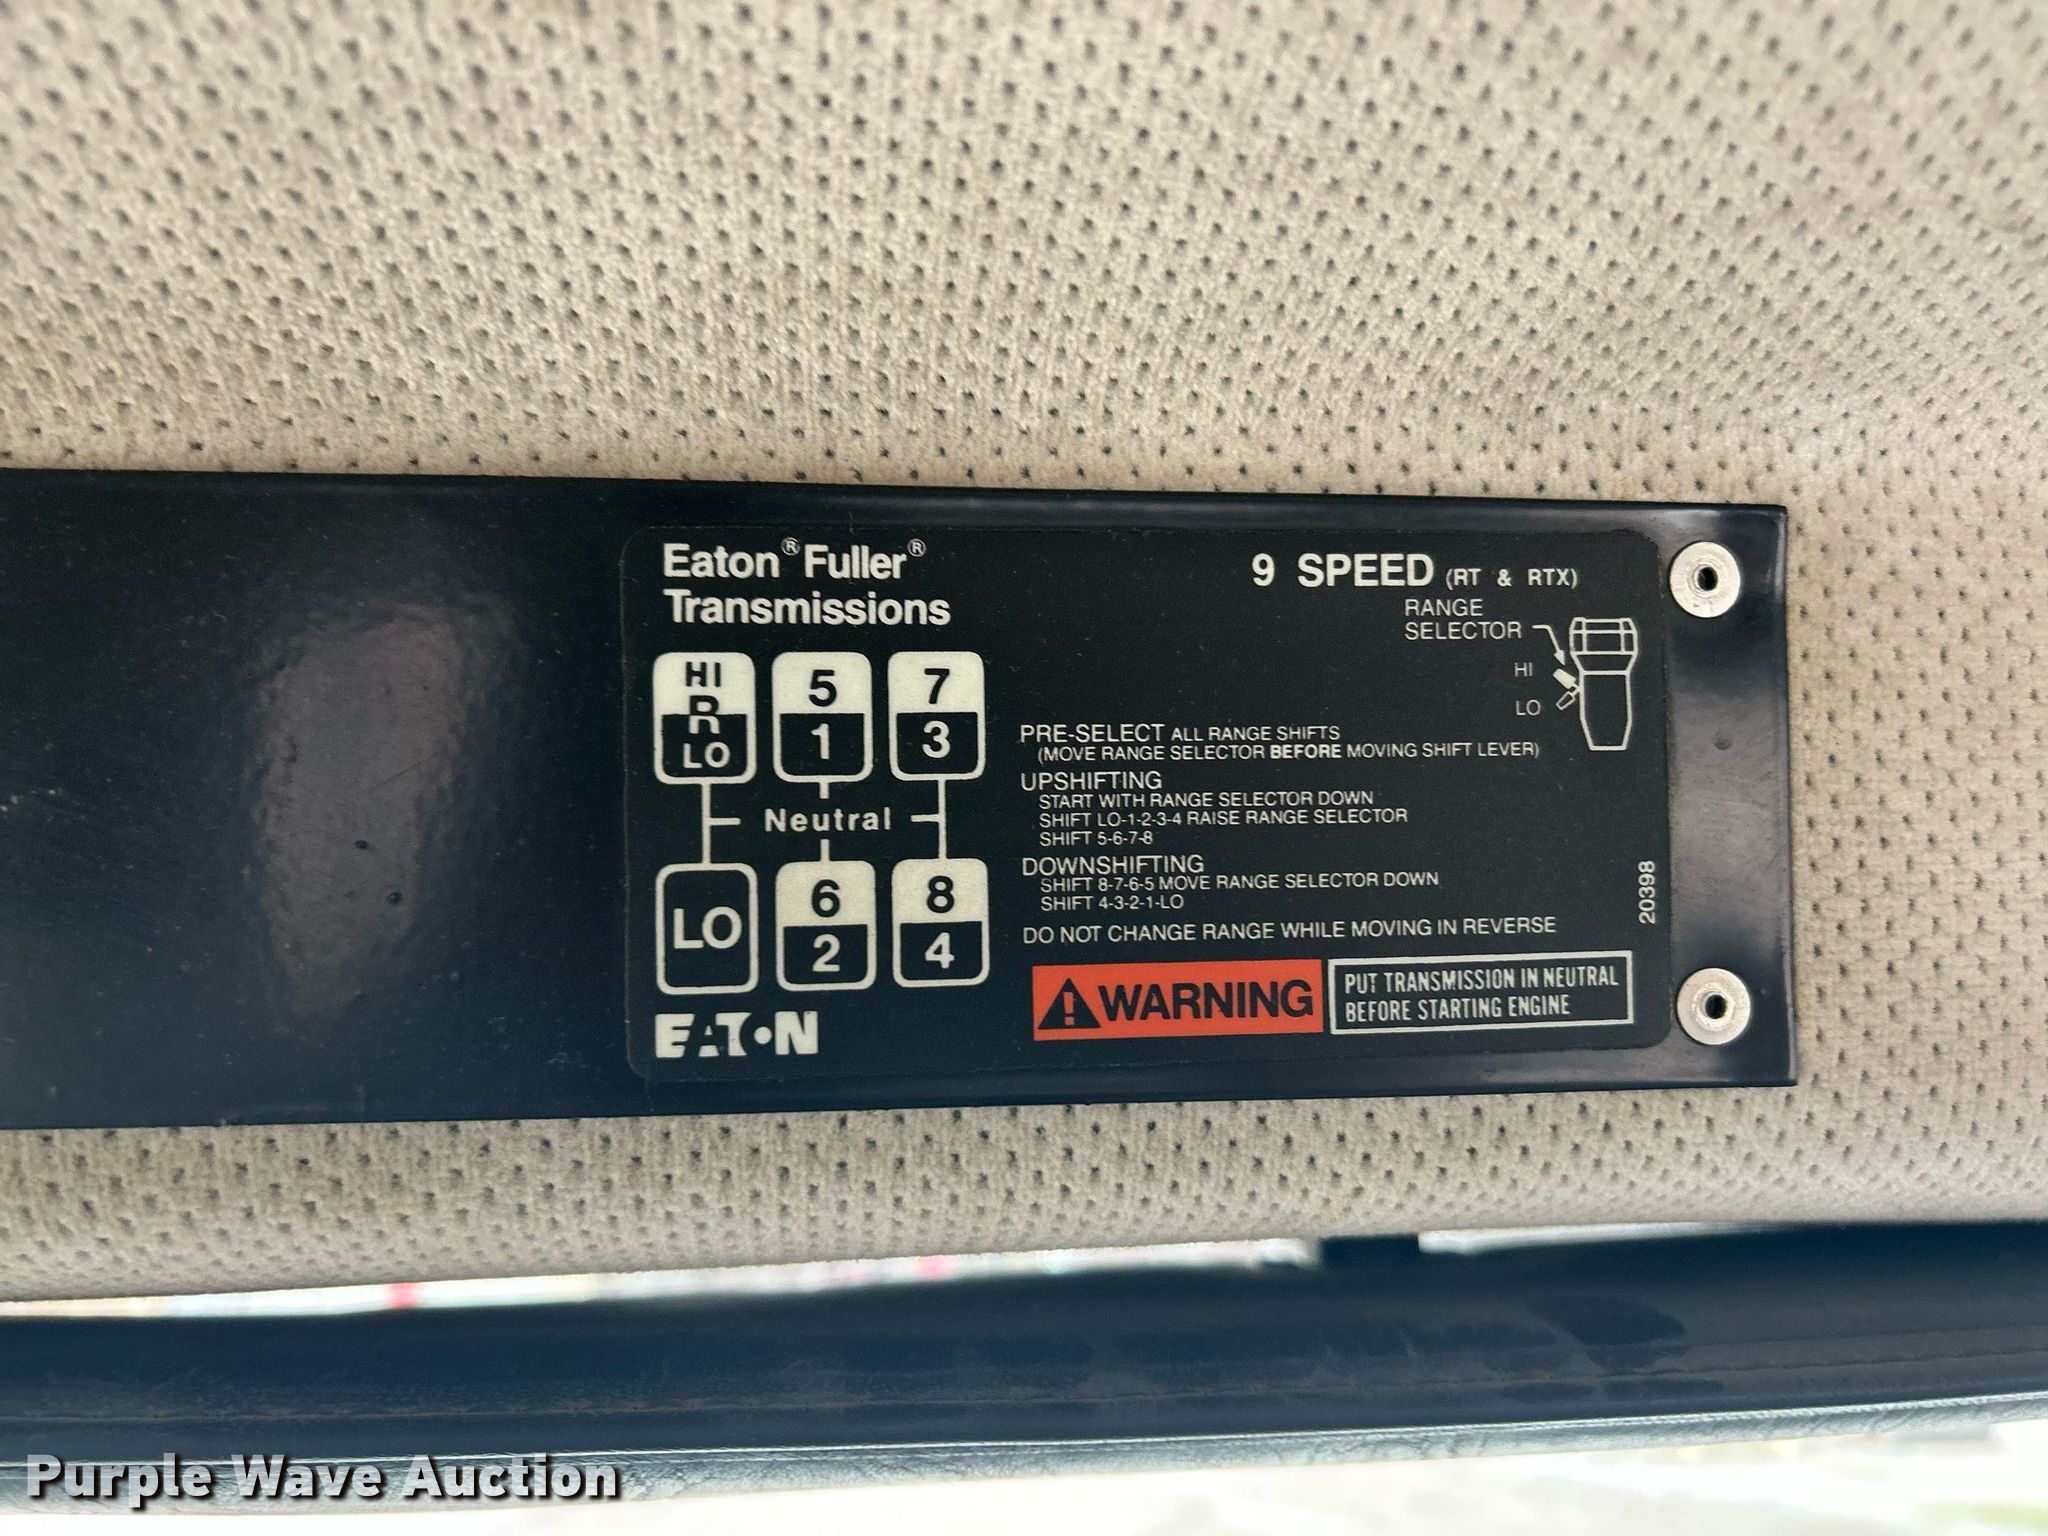 Eaton® Fuller®
Transmissions
9 SPEED (RT & RTX)
RANGE
SELECTOR
HI
LO
HI
R
LO
5
1
7
3
Neutral
LO
6
2
8
4
EATON
PRE-SELECT ALL RANGE SHIFTS
(MOVE RANGE SELECTOR BEFORE MOVING SHIFT LEVER)
UPSHIFTING
START WITH RANGE SELECTOR DOWN
SHIFT LO-1-2-3-4 RAISE RANGE SELECTOR
SHIFT 5-6-7-8
DOWNSHIFTING
SHIFT 8-7-6-5 MOVE RANGE SELECTOR DOWN
SHIFT 4-3-2-1-LO
DO NOT CHANGE RANGE WHILE MOVING IN REVERSE
WARNING
PUT TRANSMISSION IN NEUTRAL
BEFORE STARTING ENGINE
20398
Purple Wave Auction